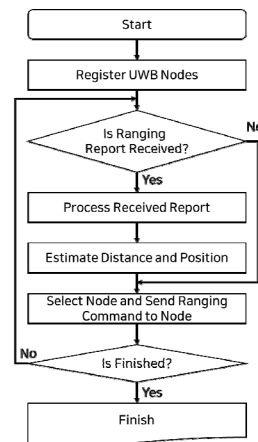 Start
Register UWB Nodes
Is Ranging
Report Received?
No
Yes
Process Received Report
Estimate Distance and Position
Select Node and Send Ranging
Command to Node
No
Is Finished?
Yes
Finish